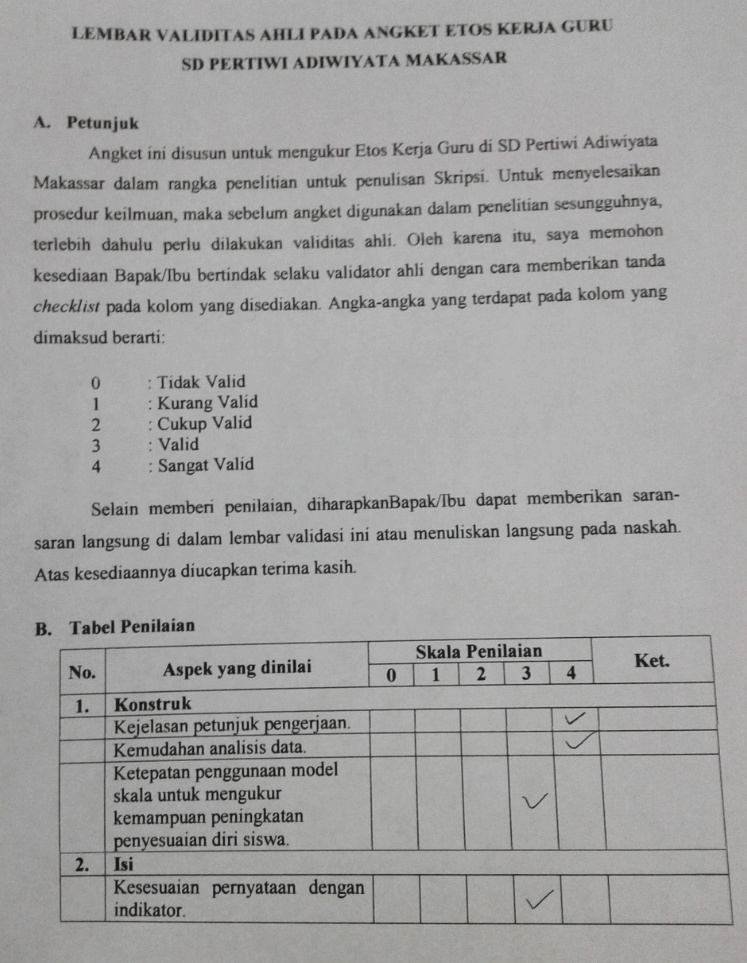 LEMBAR VALIDITAS AHLI PADA ANGKET ETOS KERJA GURU
SD PERTIWI ADIWIYATA MAKASSAR
A. Petunjuk
Angket ini disusun untuk mengukur Etos Kerja Guru di SD Pertiwi Adiwiyata
Makassar dalam rangka penelitian untuk penulisan Skripsi. Untuk menyelesaikan
prosedur keilmuan, maka sebelum angket digunakan dalam penelitian sesungguhnya,
terlebih dahulu perlu dilakukan validitas ahli. Oleh karena itu, saya memohon
kesediaan Bapak/Ibu bertindak selaku validator ahli dengan cara memberikan tanda
checklist pada kolom yang disediakan. Angka-angka yang terdapat pada kolom yang
dimaksud berarti:
0 : Tidak Valid
1 : Kurang Valid
2 : Cukup Valid
3 : Valid
4 : Sangat Valid
Selain memberi penilaian, diharapkanBapak/Ibu dapat memberikan saran-
saran langsung di dalam lembar validasi ini atau menuliskan langsung pada naskah.
Atas kesediaannya diucapkan terima kasih.
B. Tabel Penilaian
No. Aspek yang dinilai Skala Penilaian Ket.
0 1 2 3 4
1. Konstruk
Kejelasan petunjuk pengerjaan. ✓
Kemudahan analisis data. ✓
Ketepatan penggunaan model
skala untuk mengukur
kemampuan peningkatan ✓
penyesuaian diri siswa.
2. Isi
Kesesuaian pernyataan dengan
indikator. ✓